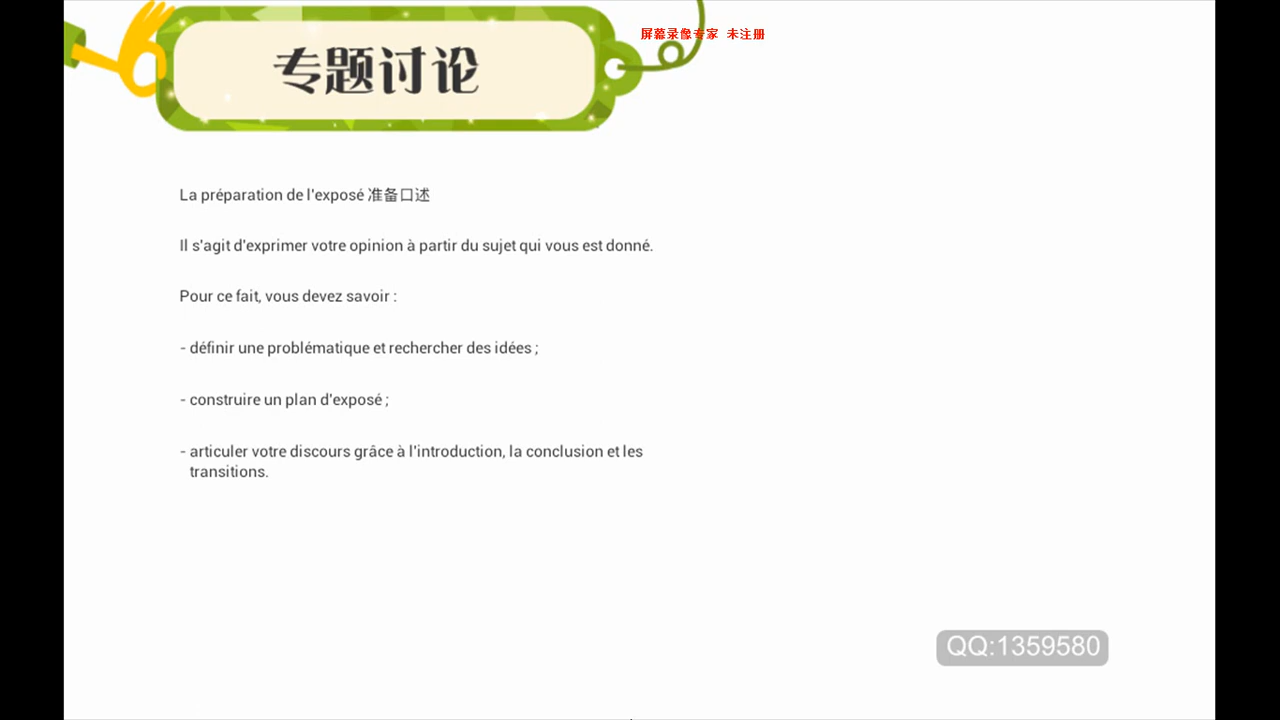 专题讨论
屏幕录像专家 未注册
La préparation de l'exposé 准备口述
Il s'agit d'exprimer votre opinion à partir du sujet qui vous est donné.
Pour ce fait, vous devez savoir :
- définir une problématique et rechercher des idées ;
- construire un plan d'exposé ;
- articuler votre discours grâce à l'introduction, la conclusion et les
transitions.
QQ:1359580